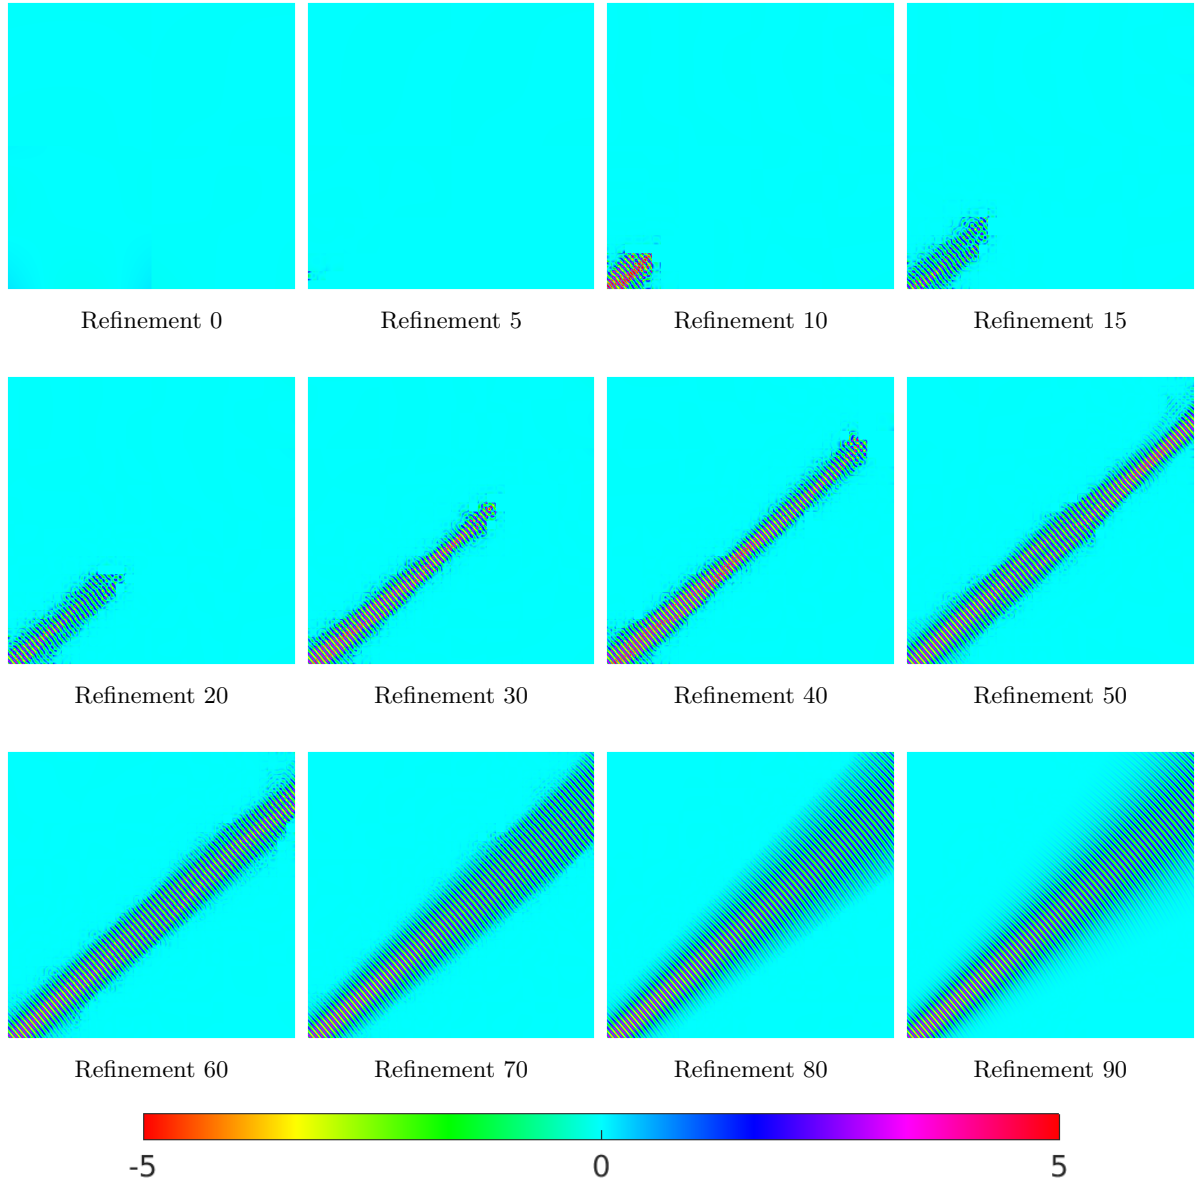 Refinement 0 Refinement 5 Refinement 10 Refinement 15
Refinement 20 Refinement 30 Refinement 40 Refinement 50
Refinement 60 Refinement 70 Refinement 80 Refinement 90
-5 0 5